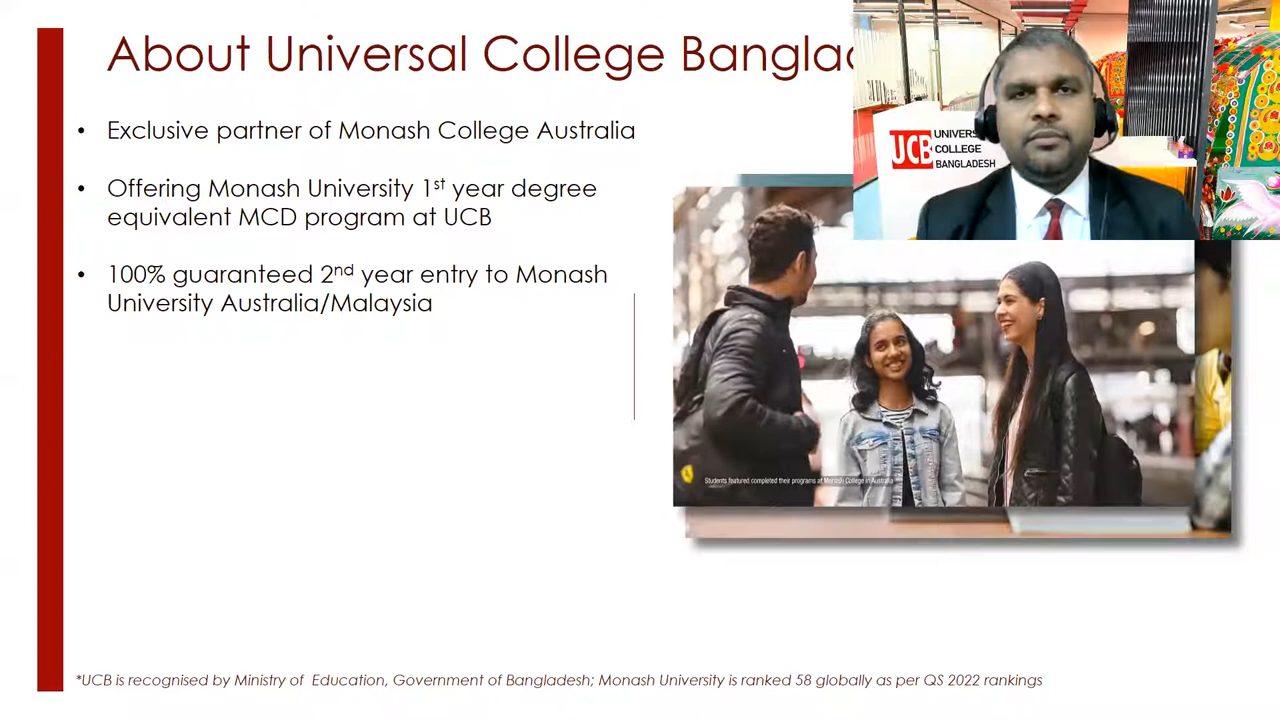 About Universal College Banglad
• Exclusive partner of Monash College Australia
• Offering Monash University 1st year degree
equivalent MCD program at UCB
• 100% guaranteed 2nd year entry to Monash
University Australia/Malaysia
UCB
UNIVERS
COLLEGE
BANGLADESH
Students featured completed their programs at Monash College in Australia
*UCB is recognised by Ministry of Education, Government of Bangladesh; Monash University is ranked 58 globally as per QS 2022 rankings